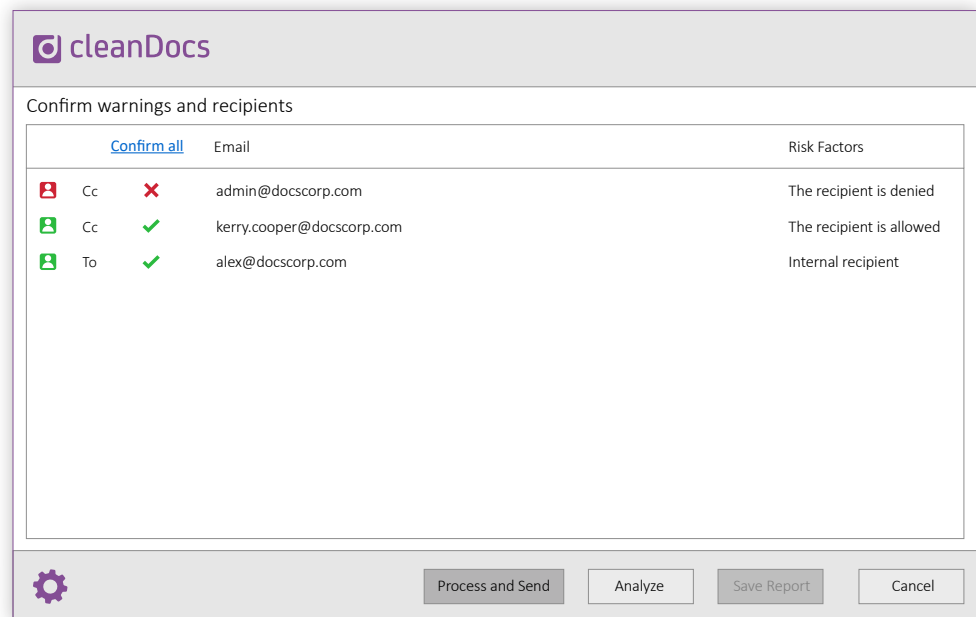 cleanDocs
Confirm warnings and recipients
Confirm all Email Risk Factors
Cc admin@docscorp.com The recipient is denied
Cc kerry.cooper@docscorp.com The recipient is allowed
To alex@docscorp.com Internal recipient
Process and Send Analyze Save Report Cancel